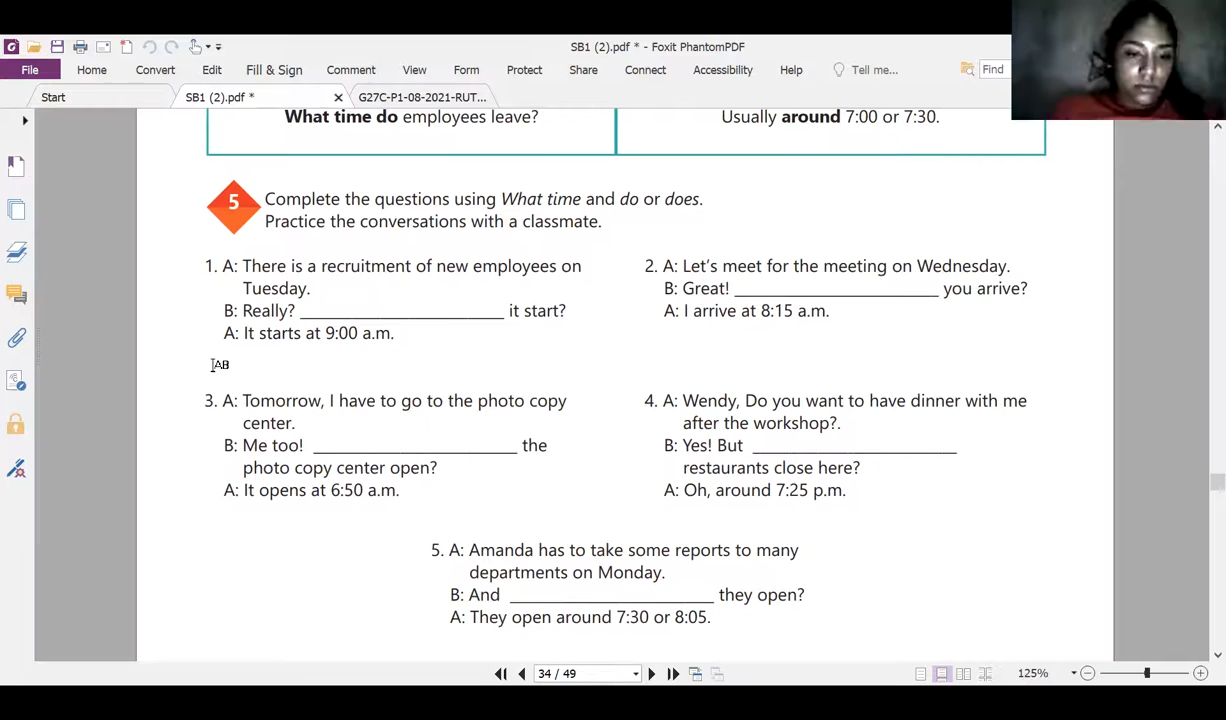 SB1 (2).pdf * - Foxit PhantomPDF
File Home Convert Edit Fill & Sign Comment View Form Protect Share Connect Accessibility Help Tell me... Find
Start SB1 (2).pdf * G27C-P1-08-2021-RUT...
What time do employees leave? Usually around 7:00 or 7:30.
5 Complete the questions using What time and do or does.
Practice the conversations with a classmate.
1. A: There is a recruitment of new employees on
Tuesday.
B: Really? ______________________ it start?
A: It starts at 9:00 a.m.
2. A: Let's meet for the meeting on Wednesday.
B: Great! ______________________ you arrive?
A: I arrive at 8:15 a.m.
AB
3. A: Tomorrow, I have to go to the photo copy
center.
B: Me too! ______________________ the
photo copy center open?
A: It opens at 6:50 a.m.
4. A: Wendy, Do you want to have dinner with me
after the workshop?.
B: Yes! But ______________________
restaurants close here?
A: Oh, around 7:25 p.m.
5. A: Amanda has to take some reports to many
departments on Monday.
B: And ______________________ they open?
A: They open around 7:30 or 8:05.
34 / 49
125%